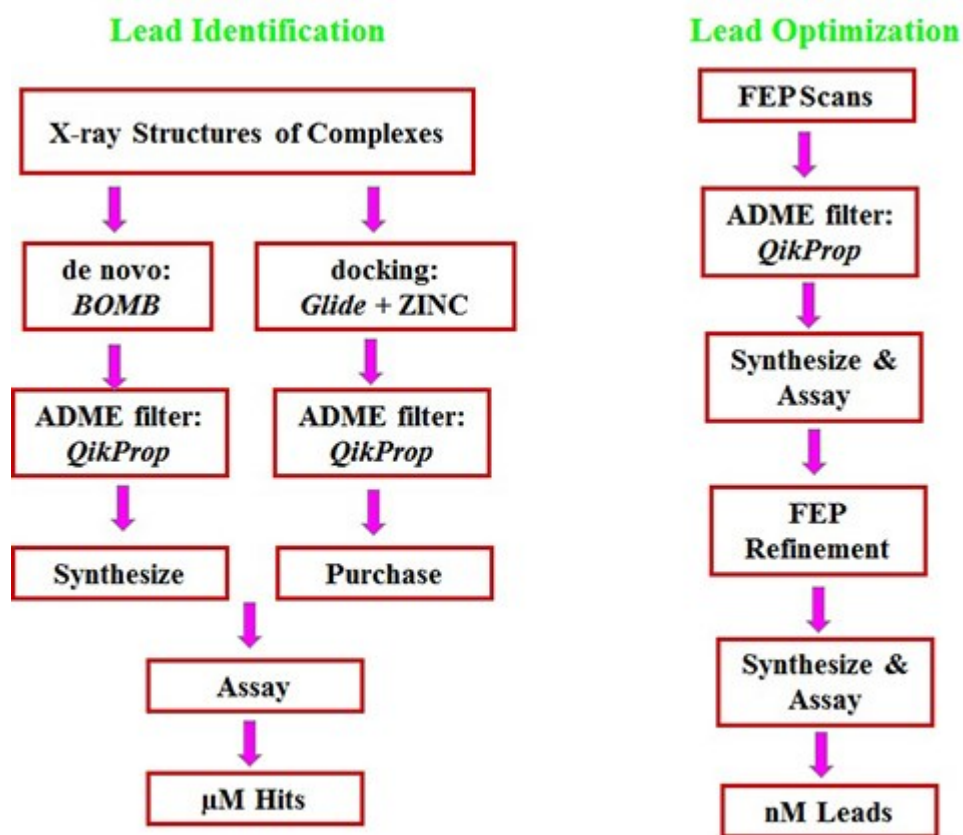 Lead Identification
X-ray Structures of Complexes
de novo:
BOMB
docking:
Glide + ZINC
ADME filter:
QikProp
ADME filter:
QikProp
Synthesize
Purchase
Assay
μM Hits
Lead Optimization
FEP Scans
ADME filter:
QikProp
Synthesize &
Assay
FEP
Refinement
Synthesize &
Assay
nM Leads